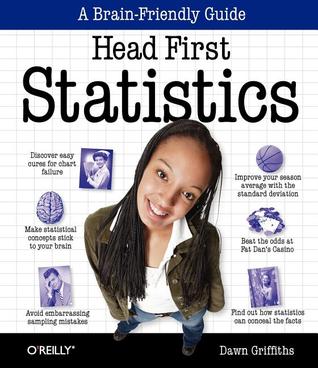 A Brain-Friendly Guide
Head First
Statistics
Discover easy
cures for chart
failure
Improve your season
average with the
standard deviation
Make statistical
concepts stick
to your brain
Beat the odds at
Fat Dan's Casino
Avoid embarrassing
sampling mistakes
Find out how statistics
can conceal the facts
O'REILLY®
Dawn Griffiths